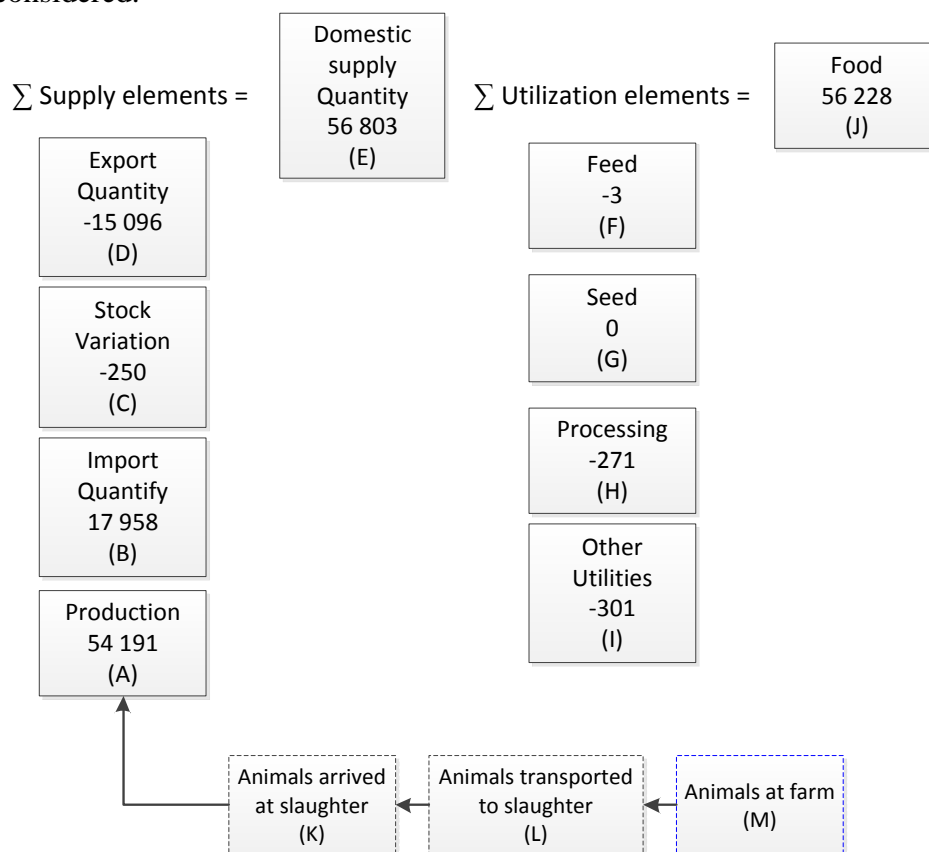 considered.
∑ Supply elements =
Domestic
supply
Quantity
56 803
(E)
∑ Utilization elements =
Food
56 228
(J)
Export
Quantity
-15 096
(D)
Stock
Variation
-250
(C)
Import
Quantify
17 958
(B)
Production
54 191
(A)
Feed
-3
(F)
Seed
0
(G)
Processing
-271
(H)
Other
Utilities
-301
(I)
Animals arrived
at slaughter
(K)
Animals transported
to slaughter
(L)
Animals at farm
(M)